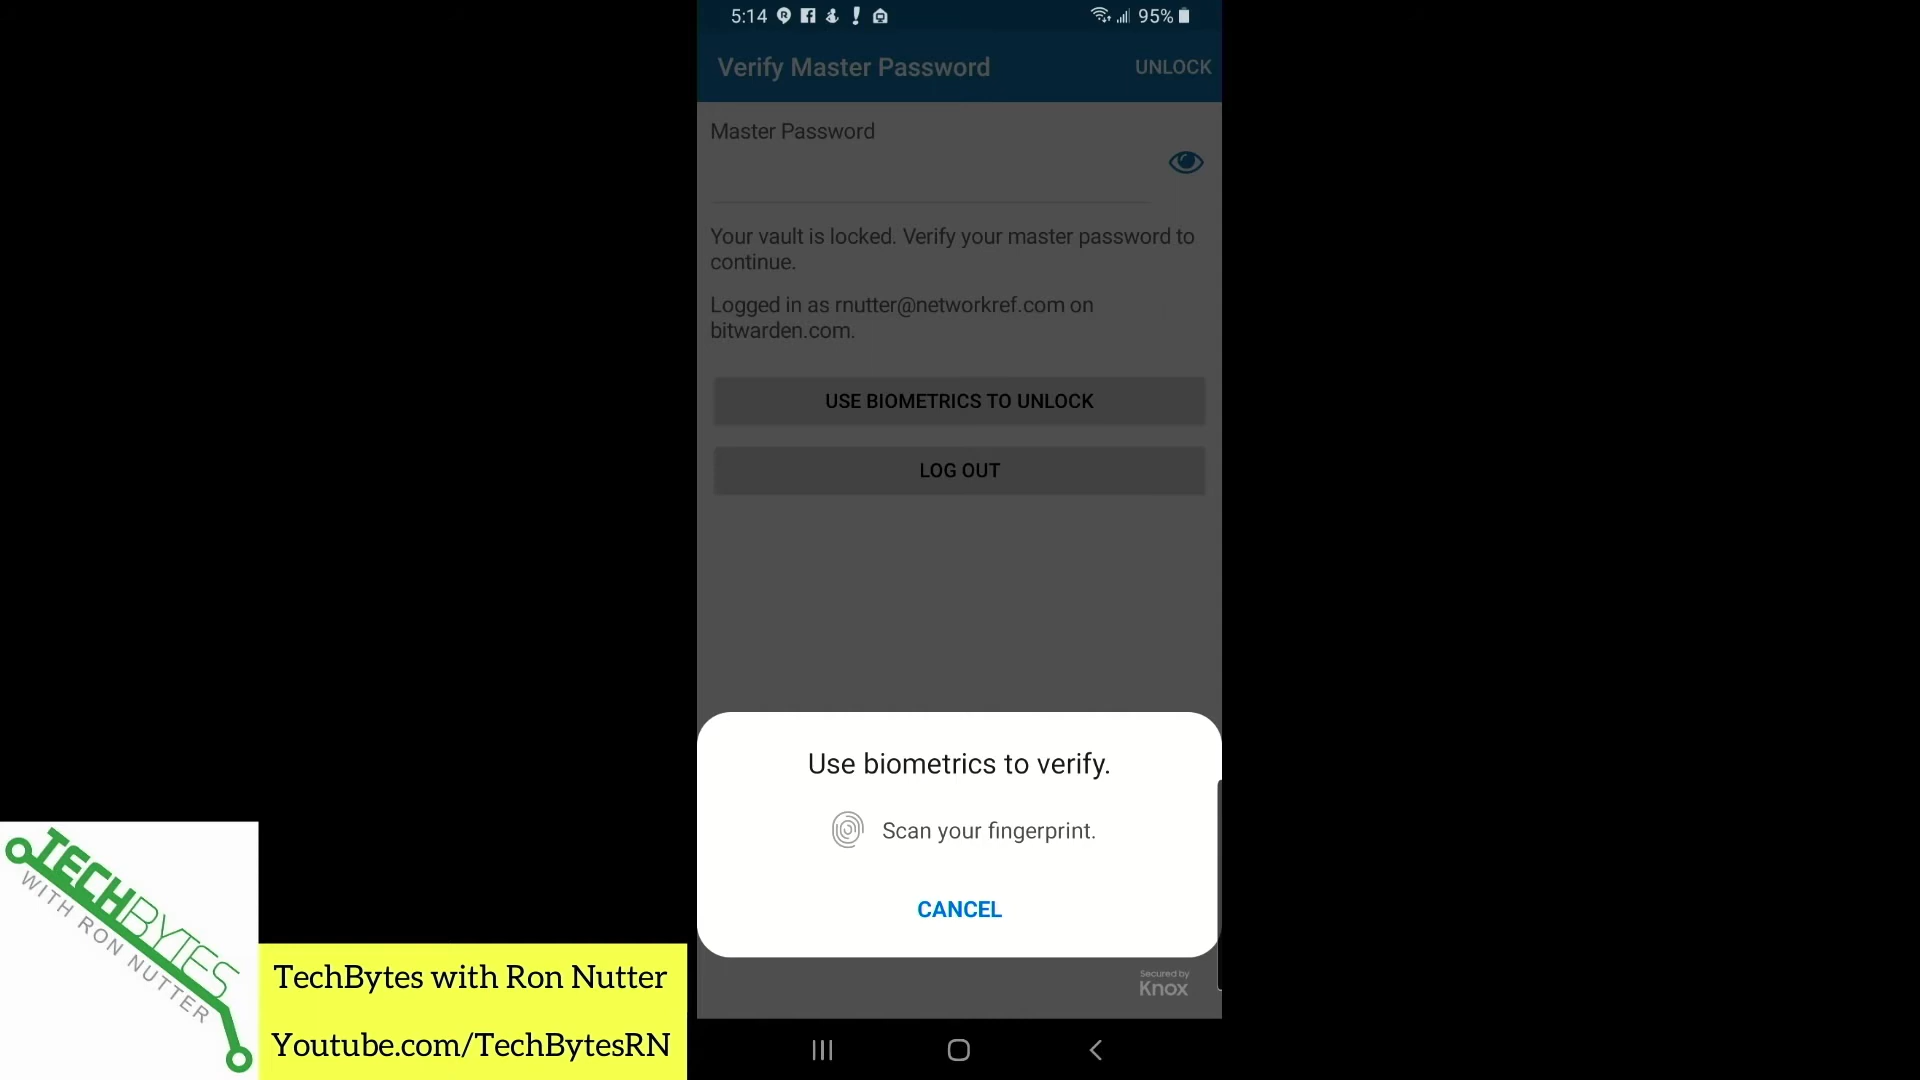 5:14
95%
Verify Master Password
UNLOCK
Master Password
Your vault is locked. Verify your master password to
continue.
Logged in as rnutter@networkref.com on
bitwarden.com.
USE BIOMETRICS TO UNLOCK
LOG OUT
Use biometrics to verify.
Scan your fingerprint.
CANCEL
Secured by
Knox
TECHBYTES
WITH RON NUTTER
TechBytes with Ron Nutter
Youtube.com/TechBytesRN